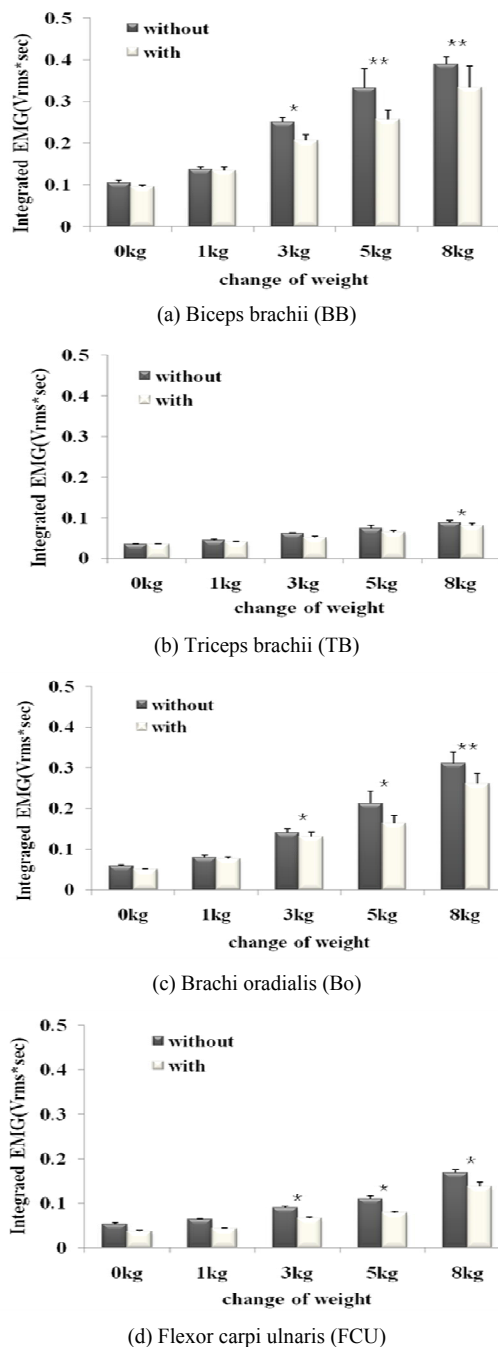 0.5
without
with
**
**
0.4
*
0.3
0.2
0.1
0
Integrated EMG(Vrms*sec)
0kg 1kg 3kg 5kg 8kg
change of weight
(a) Biceps brachii (BB)
0.5
without
with
0.4
0.3
0.2
*
0.1
0
Integrated EMG(Vrms*sec)
0kg 1kg 3kg 5kg 8kg
change of weight
(b) Triceps brachii (TB)
0.5
without
with
0.4
**
0.3
*
0.2
*
0.1
0
Integraged EMG(Vrms*sec)
0kg 1kg 3kg 5kg 8kg
change of weight
(c) Brachi oradialis (Bo)
0.5
without
with
0.4
0.3
0.2
*
*
*
0.1
0
Integraed EMG(Vrms*sec)
0kg 1kg 3kg 5kg 8kg
change of weight
(d) Flexor carpi ulnaris (FCU)